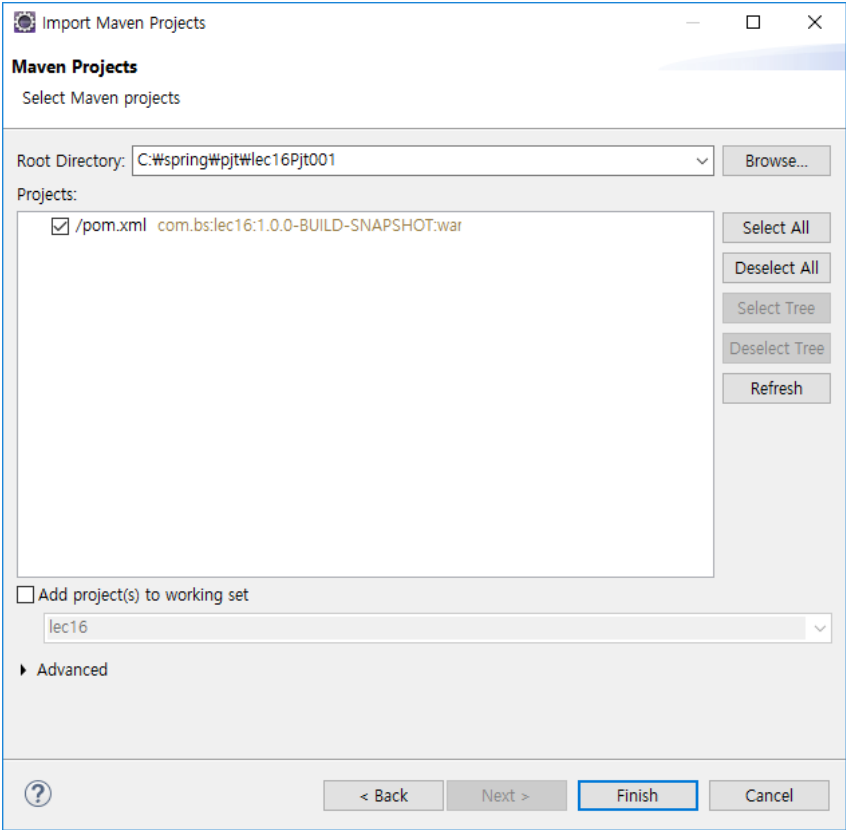 Import Maven Projects
Maven Projects
Select Maven projects
Root Directory: C:₩spring₩pjt₩lec16Pjt001 Browse...
Projects:
/pom.xml com.bs:lec16:1.0.0-BUILD-SNAPSHOT:war
Select All
Deselect All
Select Tree
Deselect Tree
Refresh
Add project(s) to working set
lec16
Advanced
? < Back Next > Finish Cancel